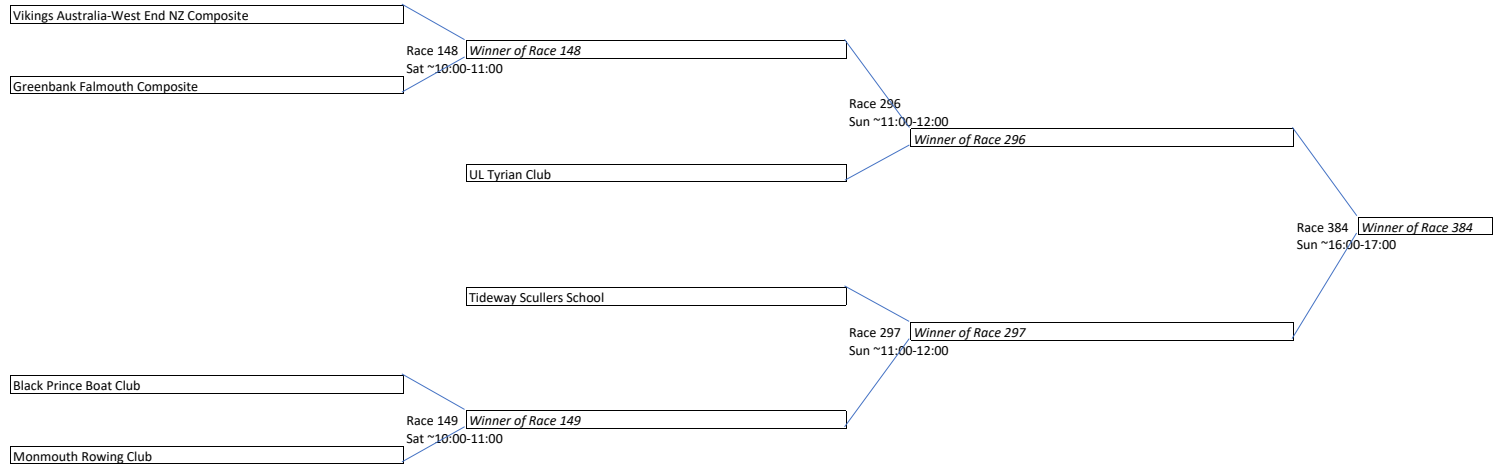 Vikings Australia-West End NZ Composite
Race 148 Winner of Race 148
Sat ~10:00-11:00
Greenbank Falmouth Composite
Race 296
Sun ~11:00-12:00
Winner of Race 296
UL Tyrian Club
Race 384 Winner of Race 384
Sun ~16:00-17:00
Tideway Scullers School
Race 297 Winner of Race 297
Sun ~11:00-12:00
Black Prince Boat Club
Race 149 Winner of Race 149
Sat ~10:00-11:00
Monmouth Rowing Club